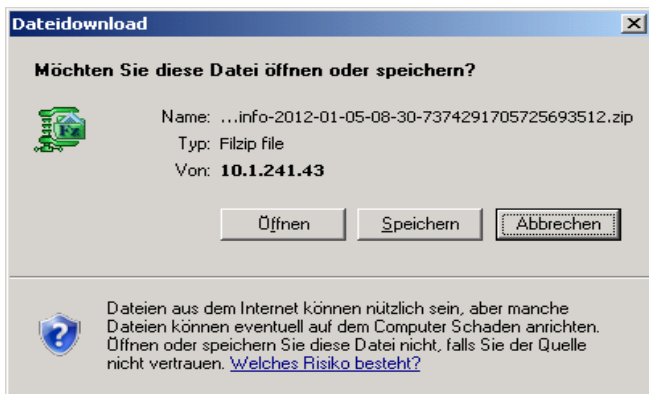 Dateidownload
Möchten Sie diese Datei öffnen oder speichern?
Name: ...info-2012-01-05-08-30-7374291705725693512.zip
Typ: Filzip file
Von: 10.1.241.43
Öffnen Speichern Abbrechen
Dateien aus dem Internet können nützlich sein, aber manche
Dateien können eventuell auf dem Computer Schaden anrichten.
Öffnen oder speichern Sie diese Datei nicht, falls Sie der Quelle
nicht vertrauen. Welches Risiko besteht?